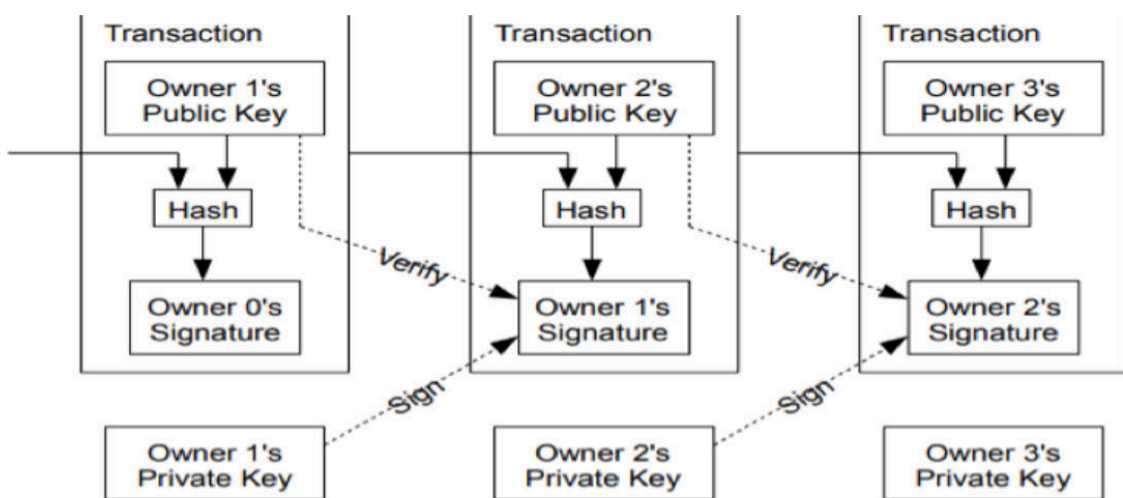 Transaction
Owner 1's
Public Key
Hash
Owner 0's
Signature
Transaction
Owner 2's
Public Key
Hash
Verify
Owner 1's
Signature
Transaction
Owner 3's
Public Key
Hash
Verify
Owner 2's
Signature
Sign
Sign
Owner 1's
Private Key
Owner 2's
Private Key
Owner 3's
Private Key